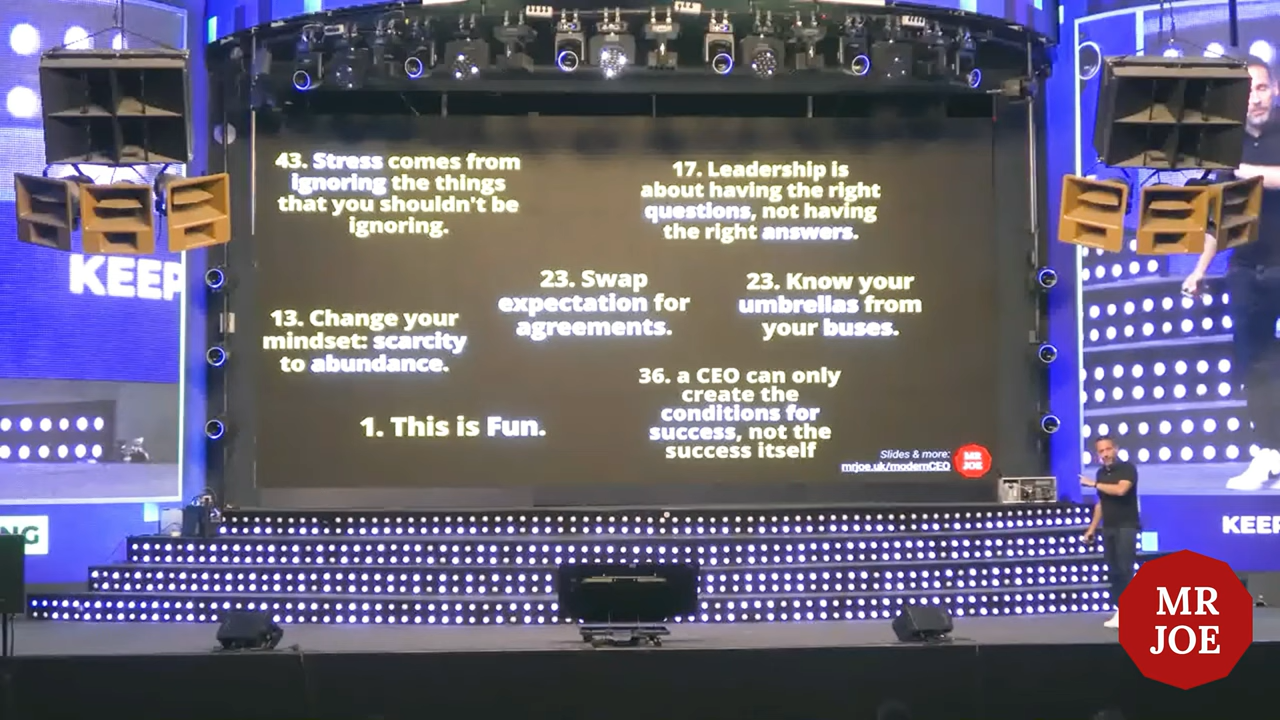 43. Stress comes from
ignoring the things
that you shouldn't be
ignoring.
17. Leadership is
about having the right
questions, not having
the right answers.
23. Swap
expectation for
agreements.
23. Know your
umbrellas from
your buses.
13. Change your
mindset: scarcity
to abundance.
36. a CEO can only
create the
conditions for
success, not the
success itself
1. This is Fun.
Slides & more:
mrjoe.uk/modernCEO
MR
JOE
KEEP
NG
KEEP
MR
JOE